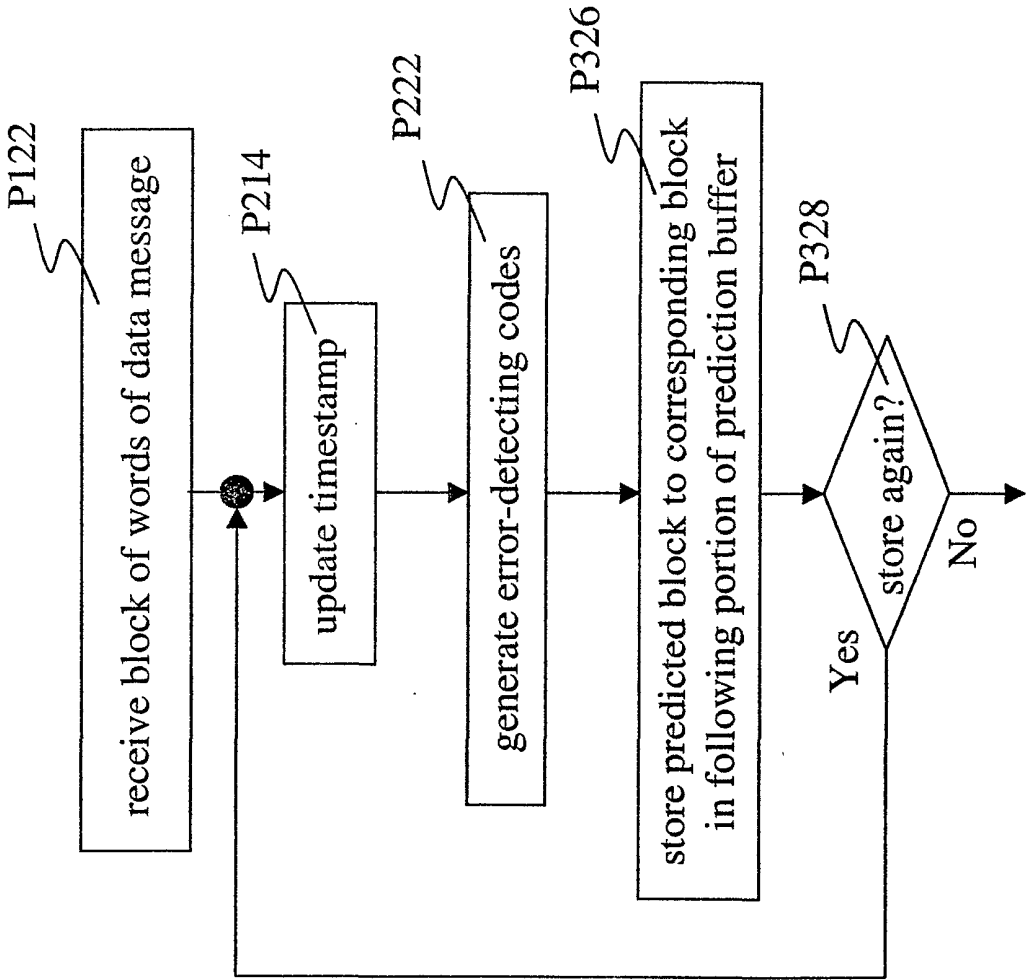 P122
receive block of words of data message
P214
update timestamp
P222
generate error-detecting codes
P326
store predicted block to corresponding block
in following portion of prediction buffer
P328
store again?
Yes
No